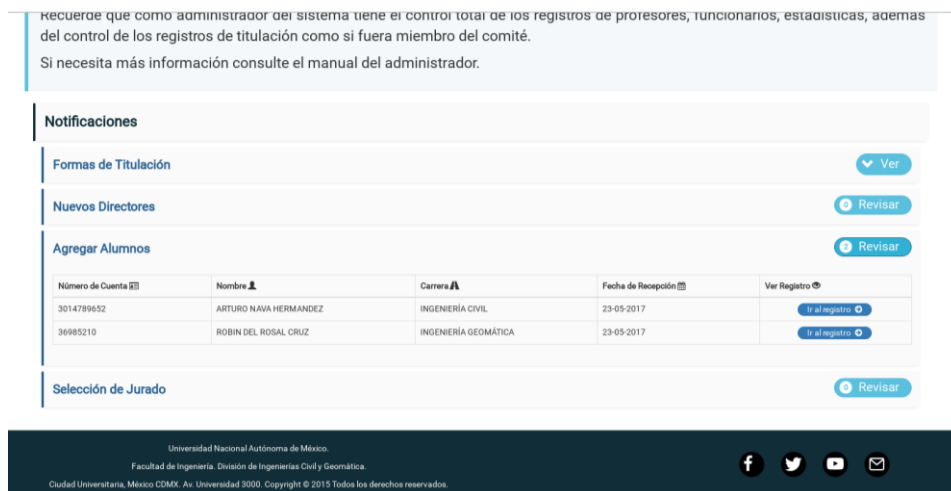 Recuerde que como administrador del sistema tiene el control total de los registros de profesores, funcionarios, estadísticas, además
del control de los registros de titulación como si fuera miembro del comité.
Si necesita más información consulte el manual del administrador.
Notificaciones
Formas de Titulación Ver
Nuevos Directores 0 Revisar
Agregar Alumnos 2 Revisar
Número de Cuenta Nombre Carrera Fecha de Recepción Ver Registro
3014789652 ARTURO NAVA HERMANDEZ INGENIERÍA CIVIL 23-05-2017 Ir al registro
36985210 ROBIN DEL ROSAL CRUZ INGENIERÍA GEOMÁTICA 23-05-2017 Ir al registro
Selección de Jurado 0 Revisar
Universidad Nacional Autónoma de México.
Facultad de Ingeniería. División de Ingenierías Civil y Geomática.
Ciudad Universitaria, México CDMX. Av. Universidad 3000. Copyright © 2015 Todos los derechos reservados.